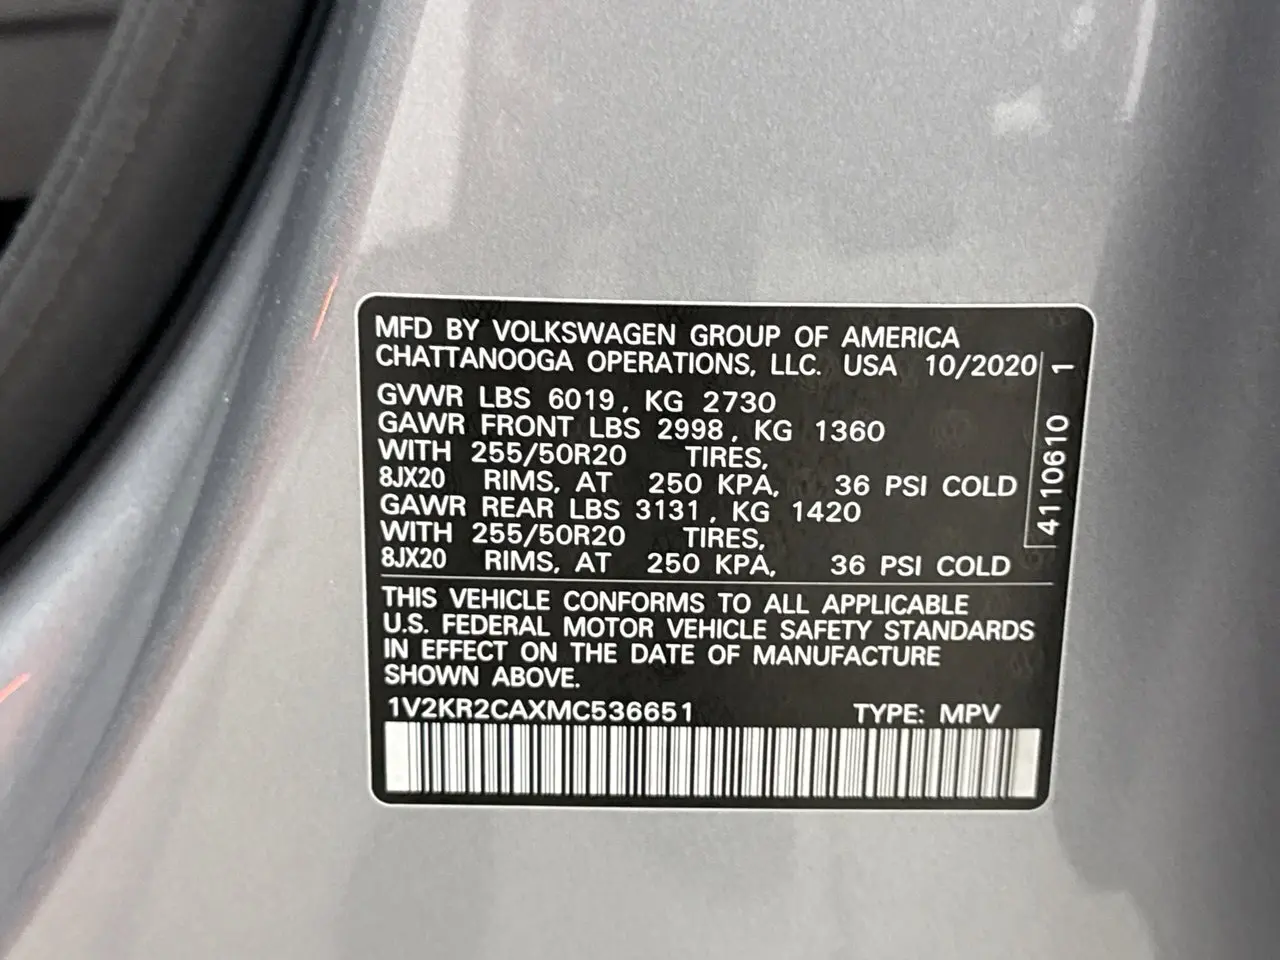 MFD BY VOLKSWAGEN GROUP OF AMERICA
CHATTANOOGA OPERATIONS, LLC. USA 10/2020
GVWR LBS 6019, KG 2730
GAWR FRONT LBS 2998, KG 1360
WITH 255/50R20 TIRES,
8JX20 RIMS, AT 250 KPA, 36 PSI COLD
GAWR REAR LBS 3131, KG 1420
WITH 255/50R20 TIRES,
8JX20 RIMS, AT 250 KPA, 36 PSI COLD
4110610 1
THIS VEHICLE CONFORMS TO ALL APPLICABLE
U.S. FEDERAL MOTOR VEHICLE SAFETY STANDARDS
IN EFFECT ON THE DATE OF MANUFACTURE
SHOWN ABOVE.
1V2KR2CAXMC536651 TYPE: MPV